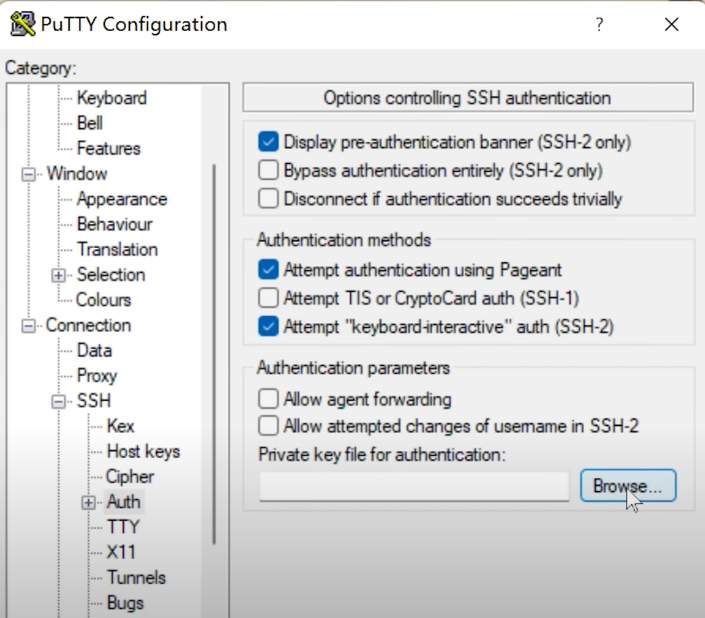 PuTTY Configuration
?
Category:
Keyboard
Bell
Features
Window
Appearance
Behaviour
Translation
Selection
Colours
Connection
Data
Proxy
SSH
Kex
Host keys
Cipher
Auth
TTY
X11
Tunnels
Bugs
Options controlling SSH authentication
Display pre-authentication banner (SSH-2 only)
Bypass authentication entirely (SSH-2 only)
Disconnect if authentication succeeds trivially
Authentication methods
Attempt authentication using Pageant
Attempt TIS or CryptoCard auth (SSH-1)
Attempt "keyboard-interactive" auth (SSH-2)
Authentication parameters
Allow agent forwarding
Allow attempted changes of username in SSH-2
Private key file for authentication:
Browse...